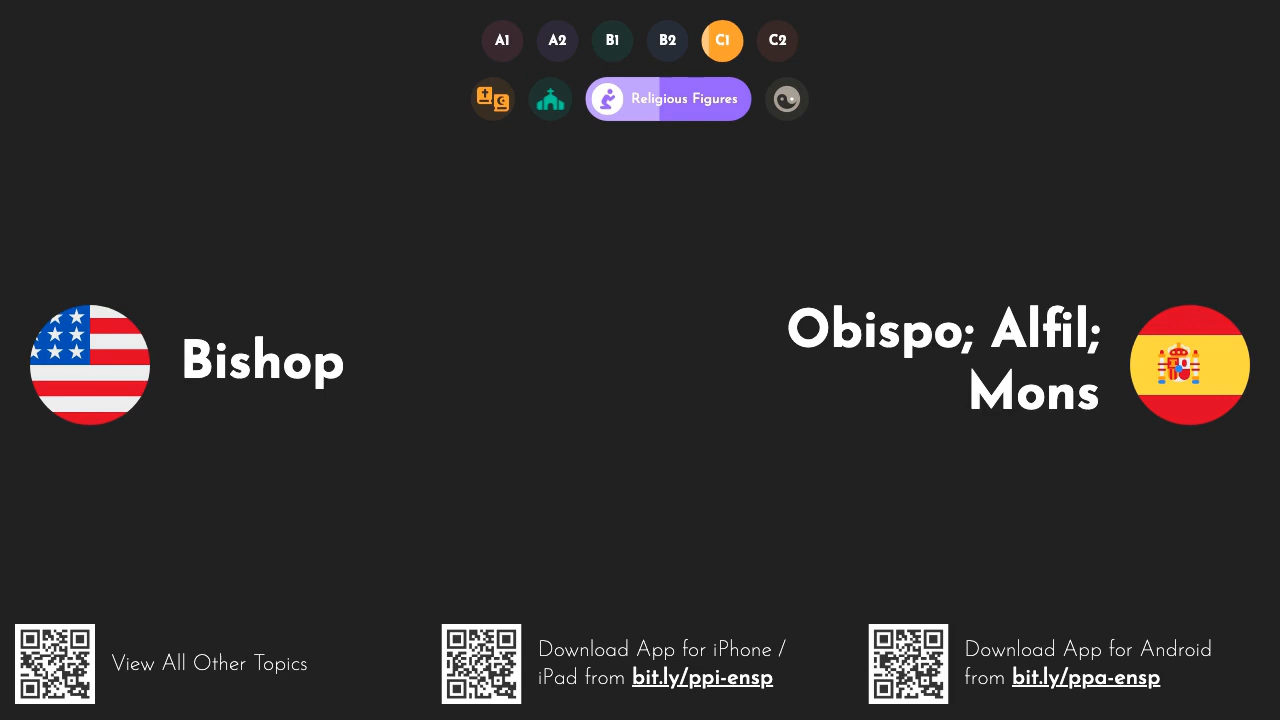 A1 A2 B1 B2 C1 C2
Religious Figures
Bishop
Obispo; Alfil;
Mons
View All Other Topics
Download App for iPhone /
iPad from bit.ly/ppi-ensp
Download App for Android
from bit.ly/ppa-ensp